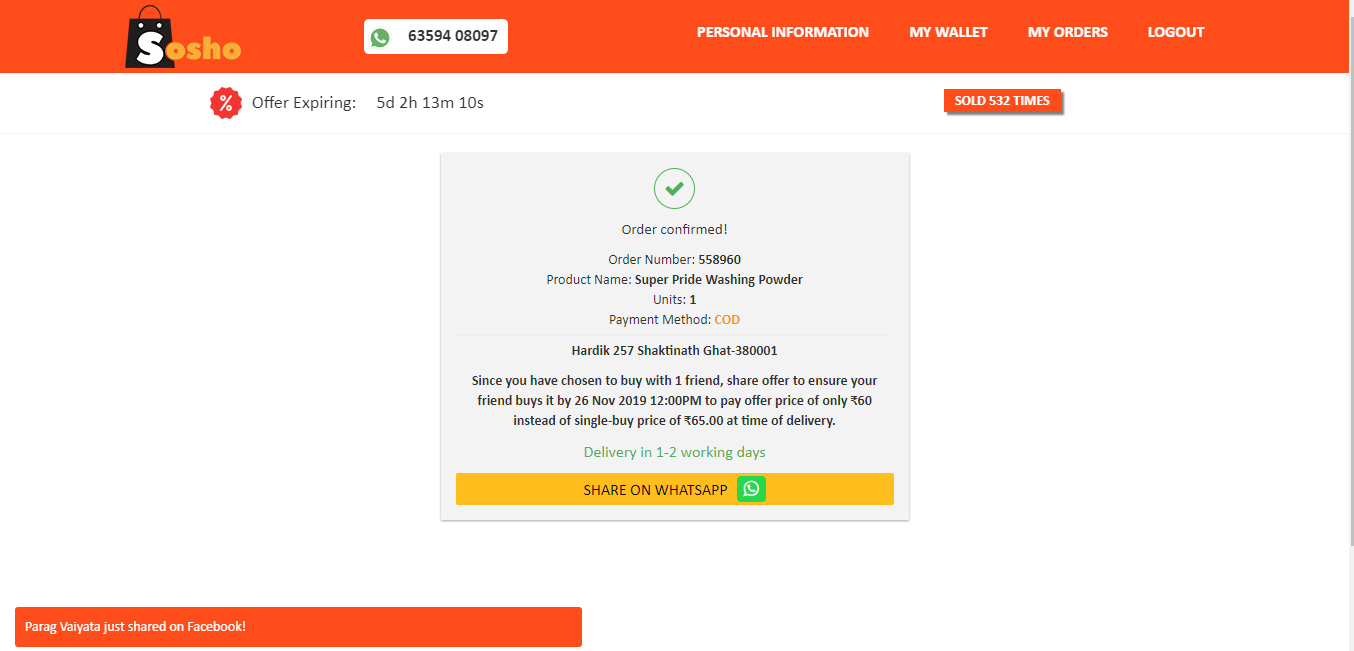 Sosho
63594 08097
PERSONAL INFORMATION
MY WALLET
MY ORDERS
LOGOUT
% Offer Expiring: 5d 2h 13m 10s
SOLD 532 TIMES
Order confirmed!
Order Number: 558960
Product Name: Super Pride Washing Powder
Units: 1
Payment Method: COD
Hardik 257 Shaktinath Ghat-380001
Since you have chosen to buy with 1 friend, share offer to ensure your
friend buys it by 26 Nov 2019 12:00PM to pay offer price of only ₹60
instead of single-buy price of ₹65.00 at time of delivery.
Delivery in 1-2 working days
SHARE ON WHATSAPP
Parag Vaiyata just shared on Facebook!